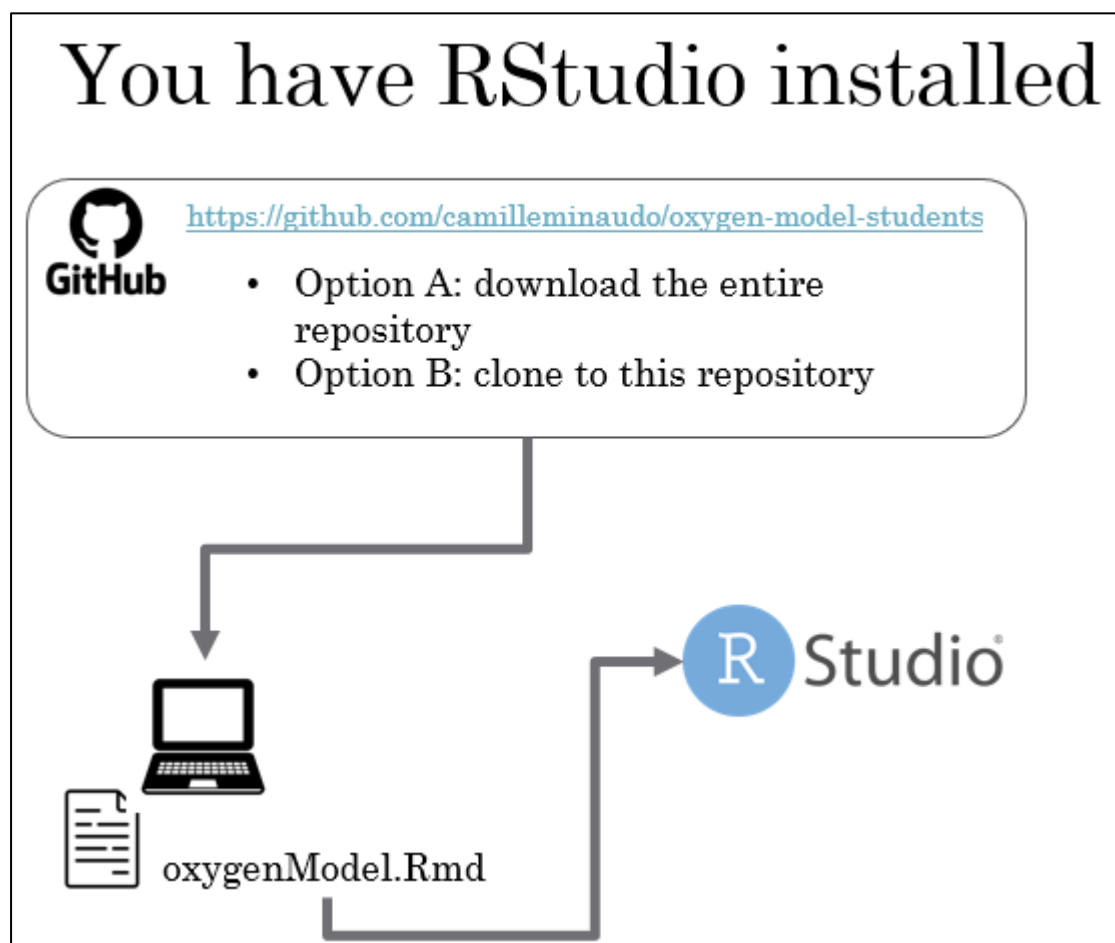 You have RStudio installed
https://github.com/camilleminaudo/oxygen-model-students
GitHub
• Option A: download the entire
repository
• Option B: clone to this repository
R Studio®
oxygenModel.Rmd